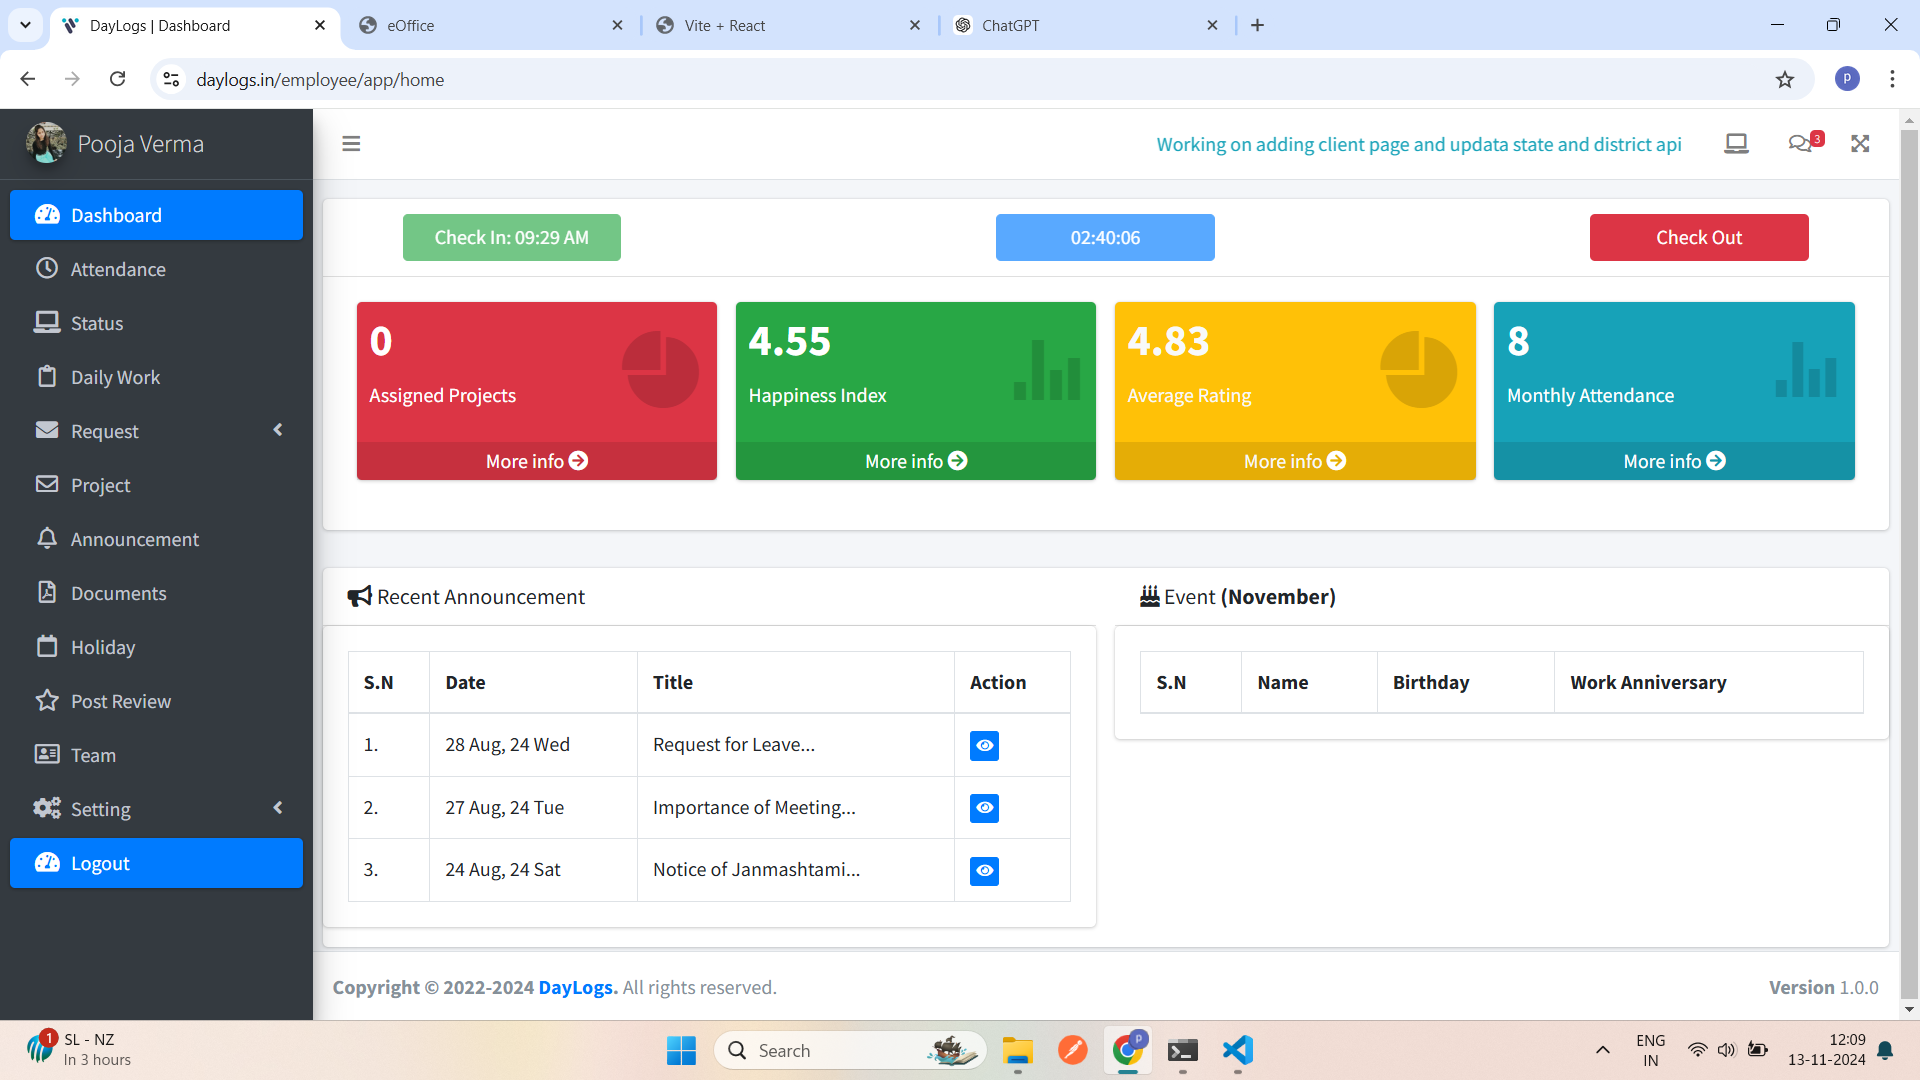 DayLogs | Dashboard
eOffice
Vite + React
ChatGPT
daylogs.in/employee/app/home
P
Pooja Verma
Working on adding client page and updata state and district api
3
Dashboard
Attendance
Status
Daily Work
Request
Project
Announcement
Documents
Holiday
Post Review
Team
Setting
Logout
Check In: 09:29 AM
02:40:06
Check Out
0
Assigned Projects
More info
4.55
Happiness Index
More info
4.83
Average Rating
More info
8
Monthly Attendance
More info
Recent Announcement
S.N Date Title Action
1. 28 Aug, 24 Wed Request for Leave...
2. 27 Aug, 24 Tue Importance of Meeting...
3. 24 Aug, 24 Sat Notice of Janmashtami...
Event (November)
S.N Name Birthday Work Anniversary
Copyright © 2022-2024 DayLogs. All rights reserved.
Version 1.0.0
1
SL - NZ
In 3 hours
Search
P
ENG
IN
12:09
13-11-2024